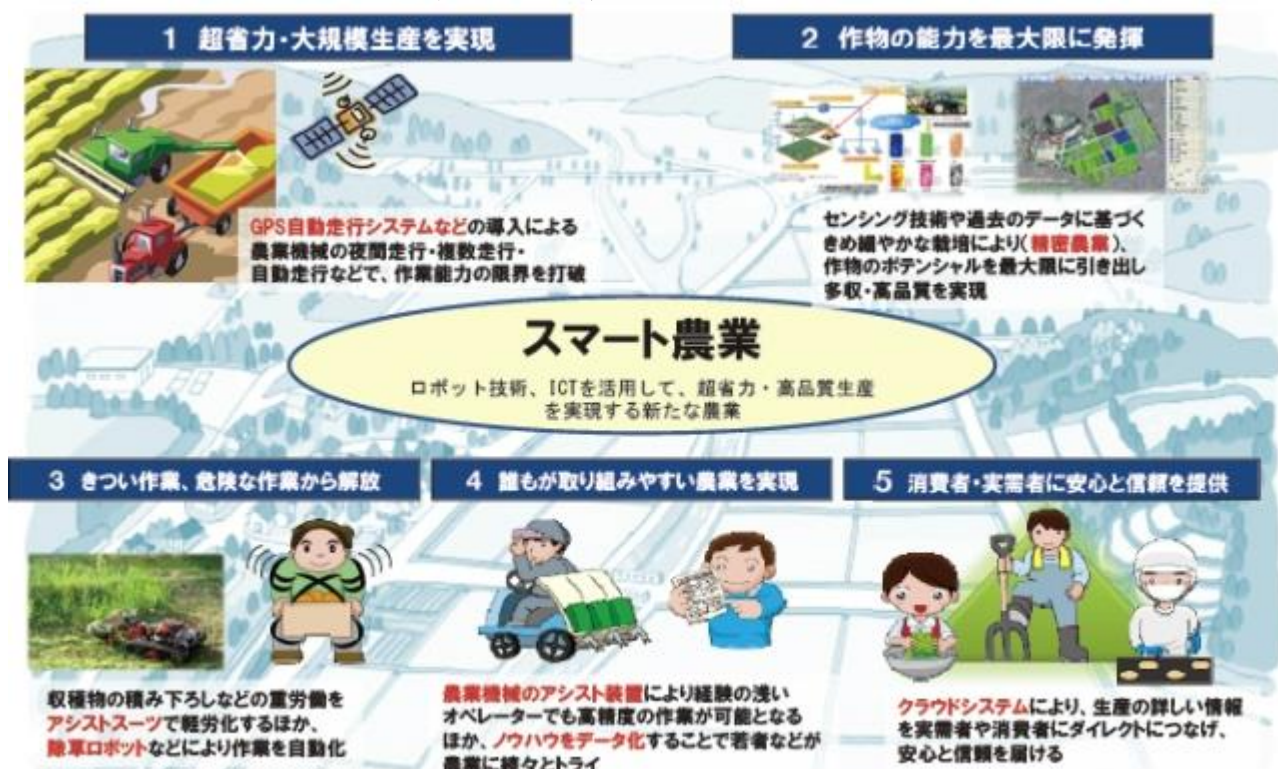 1 超省力・大規模生産を実現
GPS自動走行システムなどの導入による
農業機械の夜間走行・複数走行・
自動走行などで、作業能力の限界を打破
2 作物の能力を最大限に発揮
センシング技術や過去のデータに基づく
きめ細やかな栽培により(精密農業)、
作物のポテンシャルを最大限に引き出し
多収・高品質を実現
スマート農業
ロボット技術、ICTを活用して、超省力・高品質生産
を実現する新たな農業
3 きつい作業、危険な作業から解放
収穫物の積み下ろしなどの重労働を
アシストスーツで軽労化するほか、
除草ロボットなどにより作業を自動化
4 誰もが取り組みやすい農業を実現
農業機械のアシスト装置により経験の浅い
オペレーターでも高精度の作業が可能となる
ほか、ノウハウをデータ化することで若者などが
農業に続々とトライ
5 消費者・実需者に安心と信頼を提供
クラウドシステムにより、生産の詳しい情報
を実需者や消費者にダイレクトにつなげ、
安心と信頼を届ける